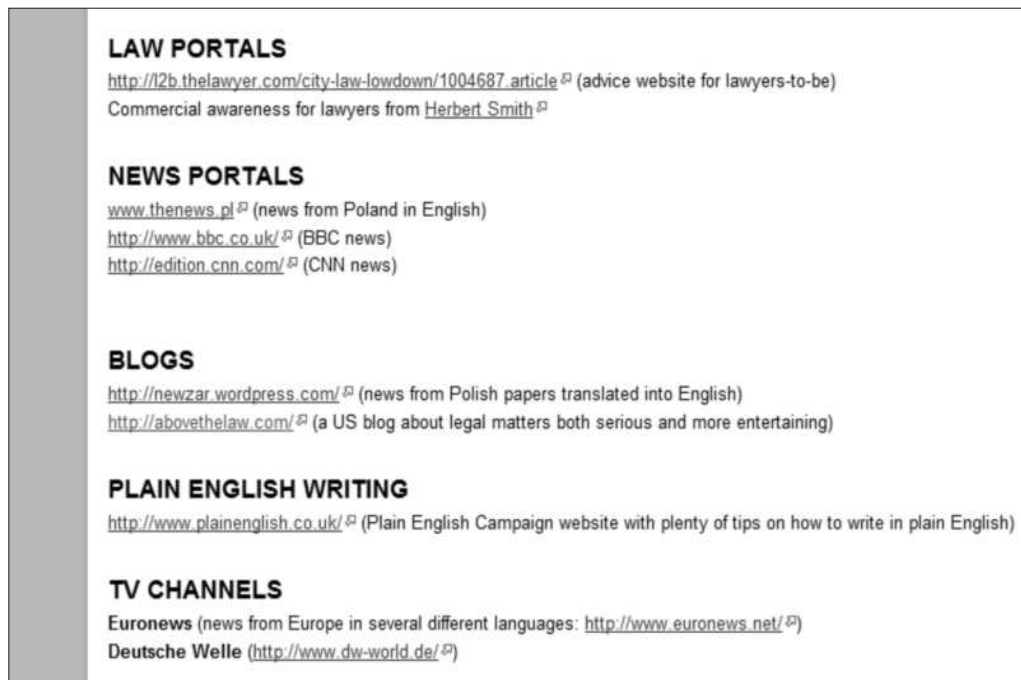 LAW PORTALS
http://l2b.thelawyer.com/city-law-lowdown/1004687.article (advice website for lawyers-to-be)
Commercial awareness for lawyers from Herbert Smith
NEWS PORTALS
www.thenews.pl (news from Poland in English)
http://www.bbc.co.uk/ (BBC news)
http://edition.cnn.com/ (CNN news)
BLOGS
http://newzar.wordpress.com/ (news from Polish papers translated into English)
http://abovethelaw.com/ (a US blog about legal matters both serious and more entertaining)
PLAIN ENGLISH WRITING
http://www.plainenglish.co.uk/ (Plain English Campaign website with plenty of tips on how to write in plain English)
TV CHANNELS
Euronews (news from Europe in several different languages: http://www.euronews.net/)
Deutsche Welle (http://www.dw-world.de/)